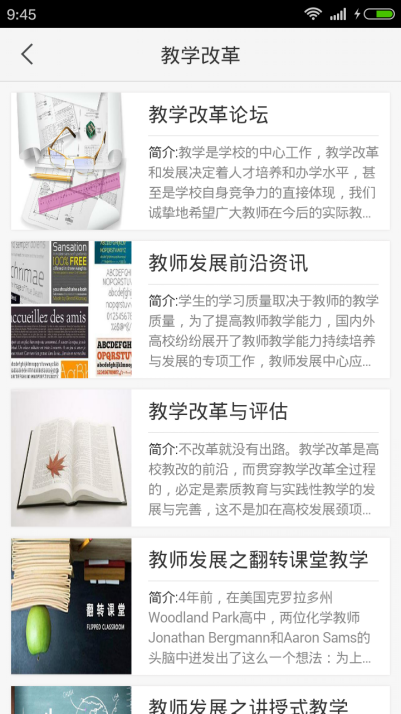 9:45
教学改革
教学改革论坛
简介:教学是学校的中心工作，教学改革
和发展决定着人才培养和办学水平，甚
至是学校自身竞争力的直接体现，我们
诚挚地希望广大教师在今后的实际教...
教师发展前沿资讯
简介:学生的学习质量取决于教师的教学
质量，为了提高教师教学能力，国内外
高校纷纷展开了教师教学能力持续培养
与发展的专项工作，教师发展中心应...
Sansation
100% FREE
accueillez des amis
教学改革与评估
简介:不改革就没有出路。教学改革是高
校教改的前沿，而贯穿教学改革全过程
的，必定是素质教育与实践性教学的发
展与完善，这不是加在高校发展颈项...
教师发展之翻转课堂教学
简介:4年前，在美国克罗拉多州
Woodland Park高中，两位化学教师
Jonathan Bergmann和Aaron Sams的
头脑中迸发出了这么一个想法：为上...
翻转课堂
FLIPPED CLASSROOM
教师发展之讲授式教学